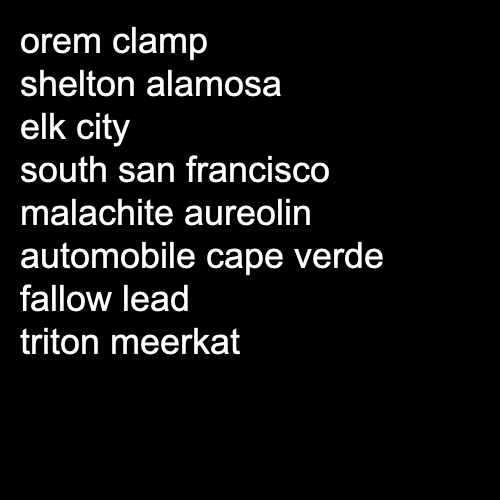 orem clamp
shelton alamosa
elk city
south san francisco
malachite aureolin
automobile cape verde
fallow lead
triton meerkat